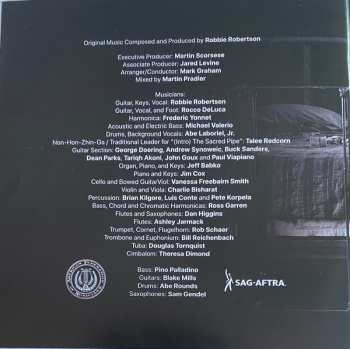 Original Music Composed and Produced by Robbie Robertson
Executive Producer: Martin Scorsese
Associate Producer: Jared Levine
Arranger/Conductor: Mark Graham
Mixed by Martin Pradler
Musicians:
Guitar, Keys, Vocal: Robbie Robertson
Guitar, Vocal, and Foot: Rocco DeLuca
Harmonica: Frederic Yonnet
Acoustic and Electric Bass: Michael Valerio
Drums, Background Vocals: Abe Laboriel, Jr.
Non-Hon-Zhin-Ga / Traditional Leader for "(Intro) The Sacred Pipe": Talee Redcorn
Guitar Section: George Doering, Andrew Synowiec, Buck Sanders,
Dean Parks, Tariqh Akoni, John Goux and Paul Viapiano
Organ, Piano, and Keys: Jeff Babko
Piano and Keys: Jim Cox
Cello and Bowed Guitar/Viol: Vanessa Freebairn Smith
Violin and Viola: Charlie Bisharat
Percussion: Brian Kilgore, Luis Conte and Pete Korpela
Bass, Chord and Chromatic Harmonicas: Ross Garren
Flutes and Saxophones: Dan Higgins
Flutes: Ashley Jarmack
Trumpet, Cornet, Flugelhorn: Rob Schaer
Trombone and Euphonium: Bill Reichenbach
Tuba: Douglas Tornquist
Cimbalom: Theresa Dimond
Bass: Pino Palladino
Guitars: Blake Mills
Drums: Abe Rounds
Saxophones: Sam Gendel
SAG-AFTRA.